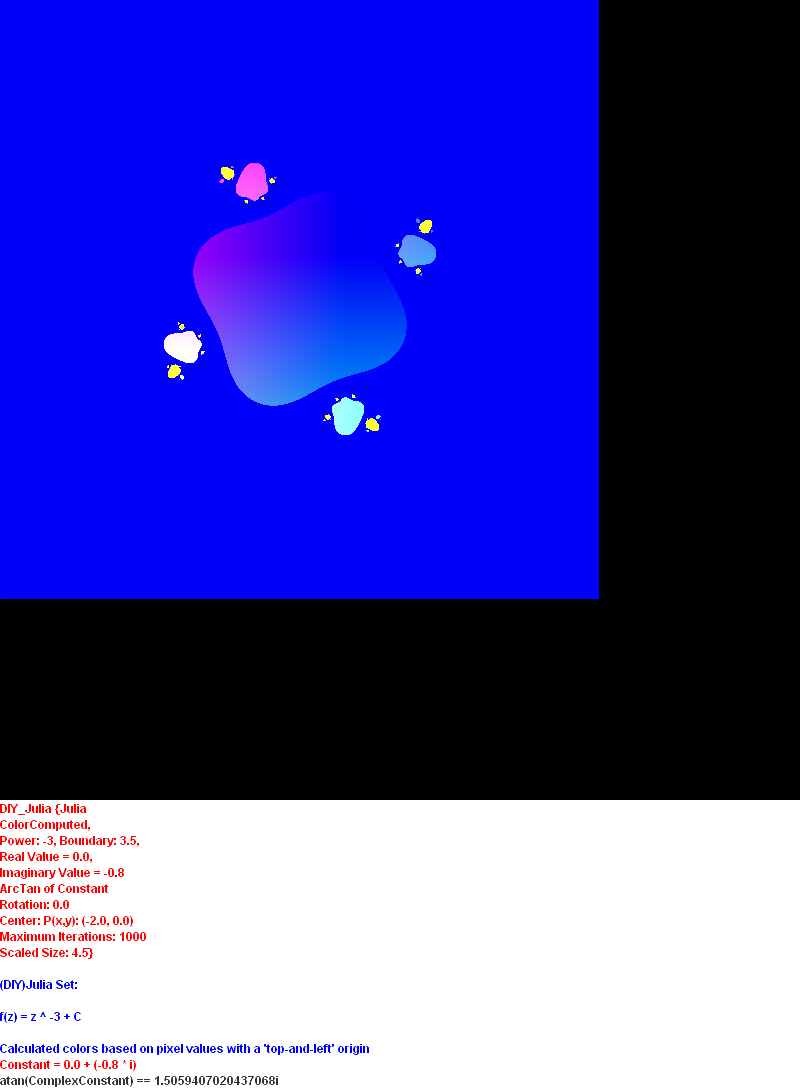 DIY_Julia {Julia
ColorComputed,
Power: -3, Boundary: 3.5,
Real Value = 0.0,
Imaginary Value = -0.8
ArcTan of Constant
Rotation: 0.0
Center: P(x,y): (-2.0, 0.0)
Maximum Iterations: 1000
Scaled Size: 4.5}
(DIY)Julia Set:
f(z) = z ^ -3 + C
Calculated colors based on pixel values with a 'top-and-left' origin
Constant = 0.0 + (-0.8 * i)
atan(ComplexConstant) == 1.5059407020437068i